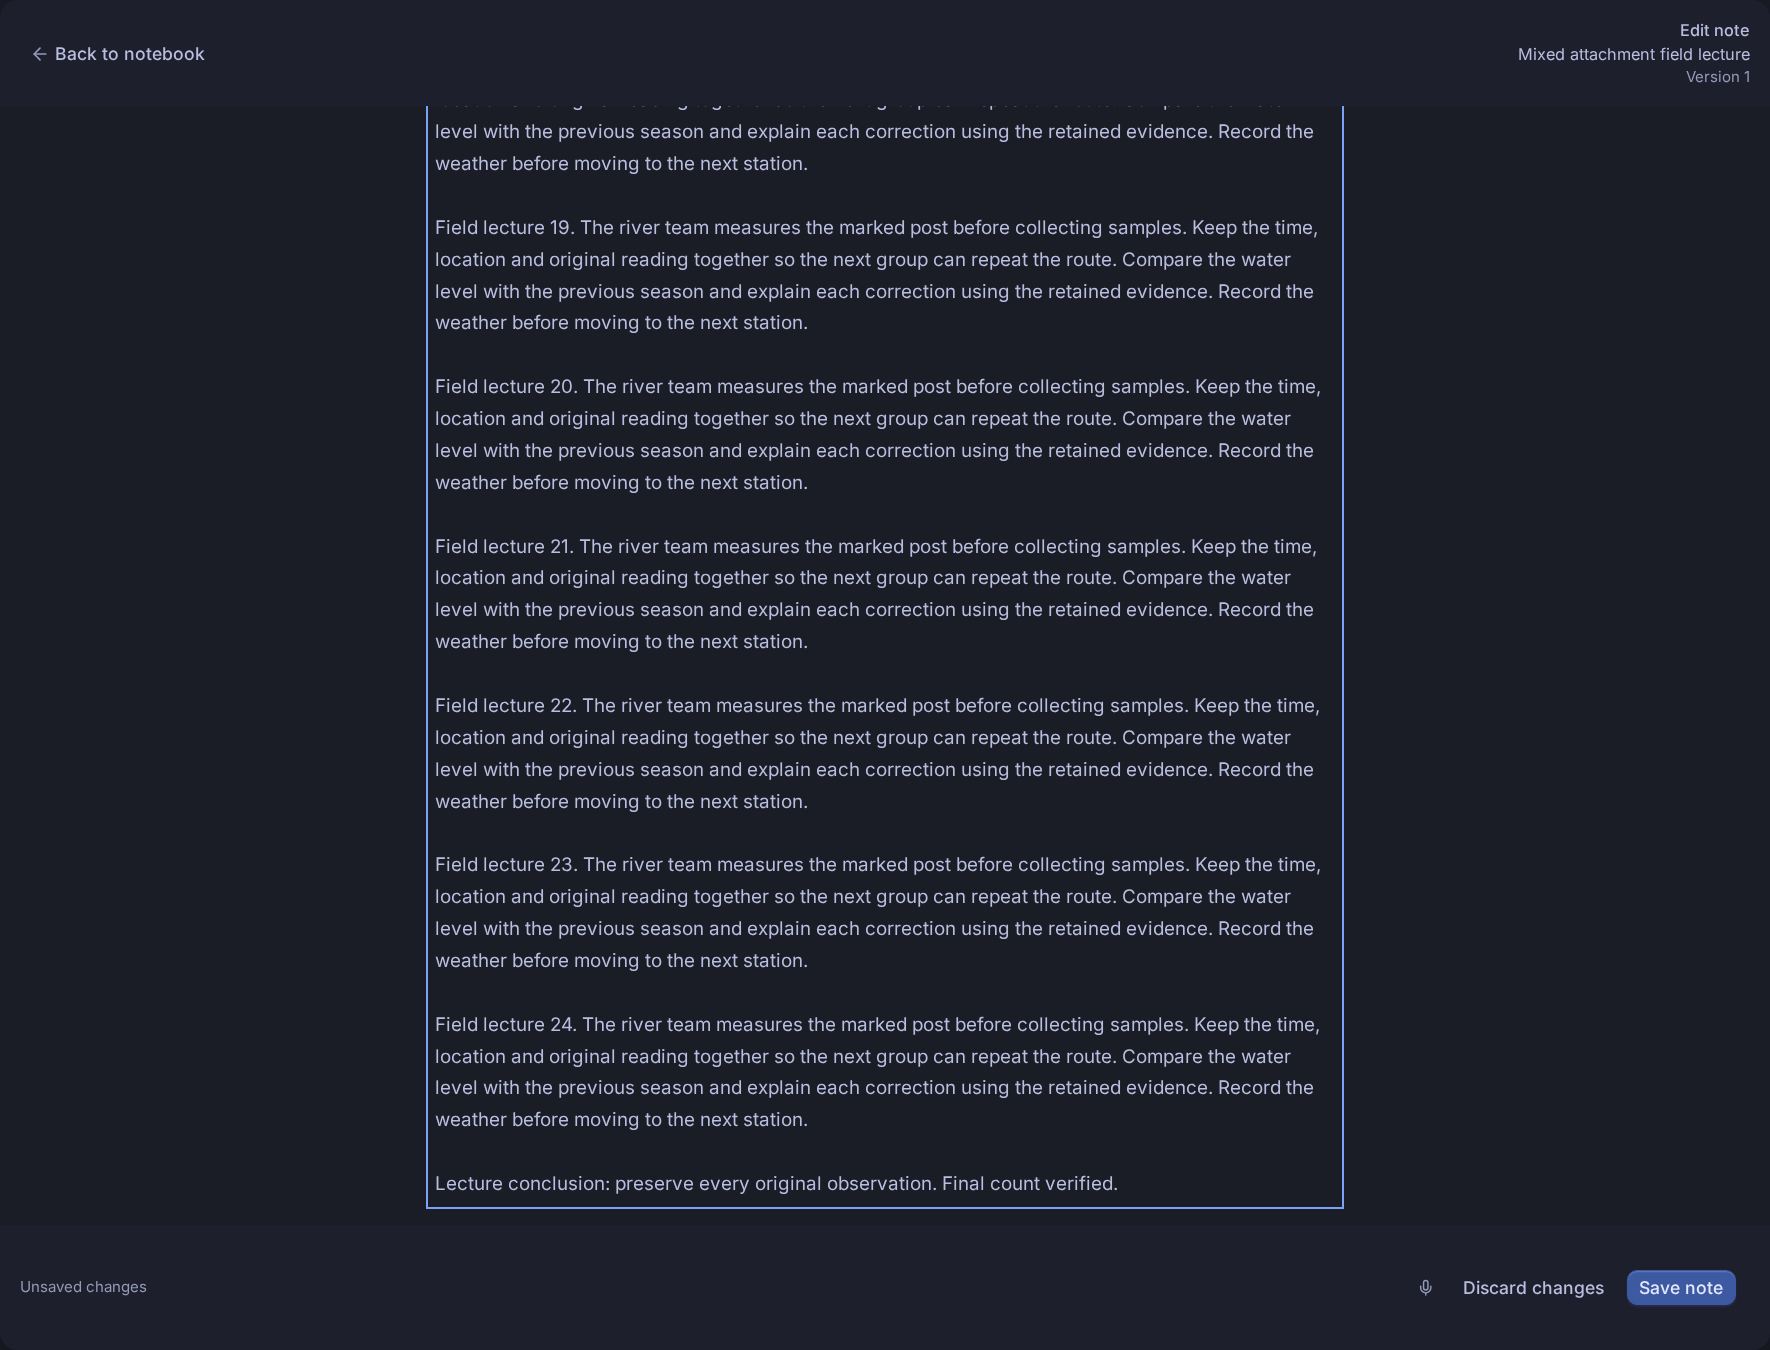 Back to notebook
Edit note
Mixed attachment field lecture
Version 1
level with the previous season and explain each correction using the retained evidence. Record the
weather before moving to the next station.
Field lecture 19. The river team measures the marked post before collecting samples. Keep the time,
location and original reading together so the next group can repeat the route. Compare the water
level with the previous season and explain each correction using the retained evidence. Record the
weather before moving to the next station.
Field lecture 20. The river team measures the marked post before collecting samples. Keep the time,
location and original reading together so the next group can repeat the route. Compare the water
level with the previous season and explain each correction using the retained evidence. Record the
weather before moving to the next station.
Field lecture 21. The river team measures the marked post before collecting samples. Keep the time,
location and original reading together so the next group can repeat the route. Compare the water
level with the previous season and explain each correction using the retained evidence. Record the
weather before moving to the next station.
Field lecture 22. The river team measures the marked post before collecting samples. Keep the time,
location and original reading together so the next group can repeat the route. Compare the water
level with the previous season and explain each correction using the retained evidence. Record the
weather before moving to the next station.
Field lecture 23. The river team measures the marked post before collecting samples. Keep the time,
location and original reading together so the next group can repeat the route. Compare the water
level with the previous season and explain each correction using the retained evidence. Record the
weather before moving to the next station.
Field lecture 24. The river team measures the marked post before collecting samples. Keep the time,
location and original reading together so the next group can repeat the route. Compare the water
level with the previous season and explain each correction using the retained evidence. Record the
weather before moving to the next station.
Lecture conclusion: preserve every original observation. Final count verified.
Unsaved changes
Discard changes
Save note